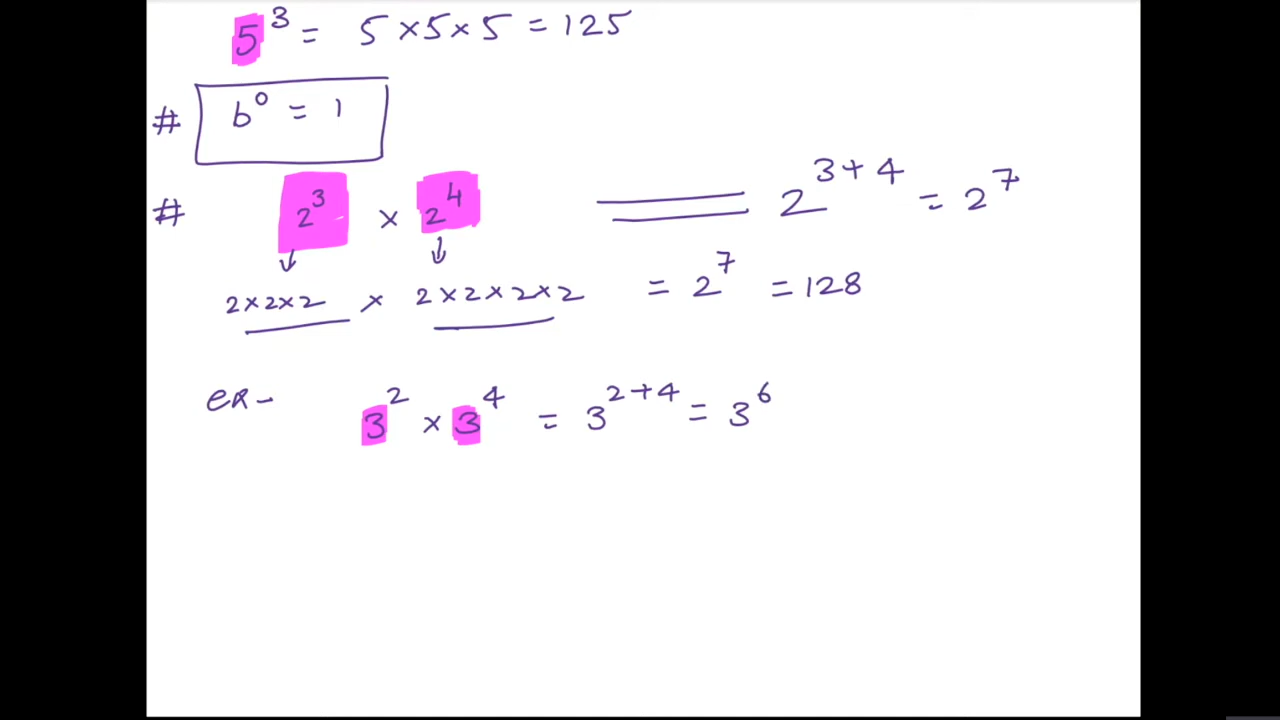 5³ = 5 × 5 × 5 = 125
# b⁰ = 1
# 2³ × 2⁴ = 2³⁺⁴ = 2⁷
2×2×2 × 2×2×2×2 = 2⁷ = 128
ex- 3² × 3⁴ = 3²⁺⁴ = 3⁶